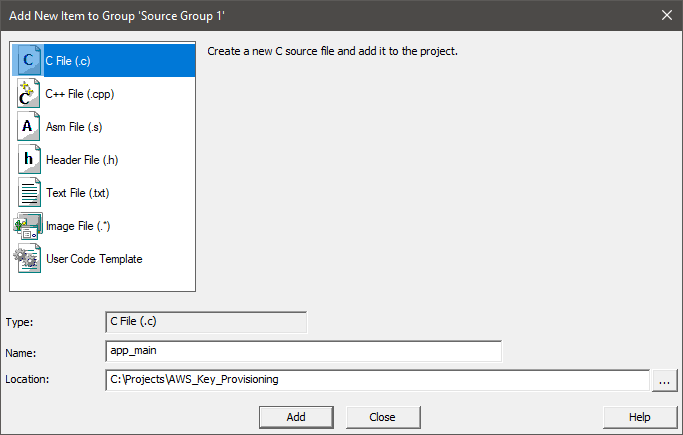 Add New Item to Group 'Source Group 1'
C File (.c)
Create a new C source file and add it to the project.
C++ File (.cpp)
Asm File (.s)
Header File (.h)
Text File (.txt)
Image File (.*)
User Code Template
Type:
C File (.c)
Name:
app_main
Location:
C:\Projects\AWS_Key_Provisioning
...
Add
Close
Help